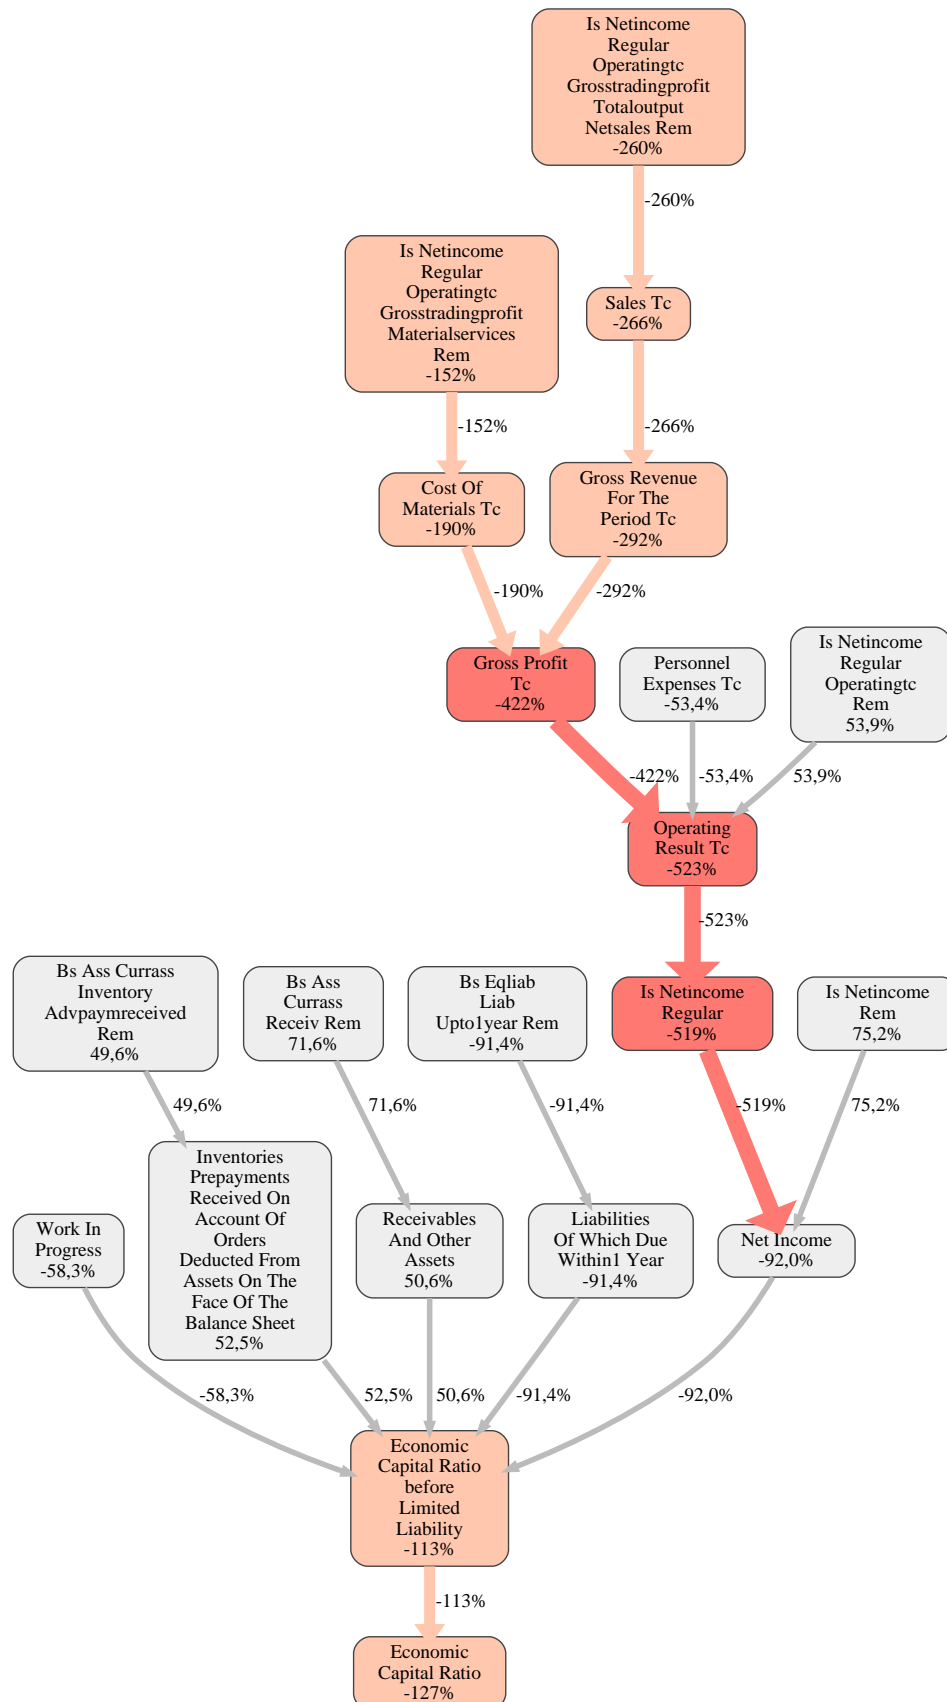 Is Netincome
Regular
Operatingtc
Grosstradingprofit
Totaloutput
Netsales Rem
-260%
-260%
Is Netincome
Regular
Operatingtc
Grosstradingprofit
Materialservices
Rem
-152%
Sales Tc
-266%
-152%
-266%
Cost Of
Materials Tc
-190%
Gross Revenue
For The
Period Tc
-292%
-190%
-292%
Gross Profit
Tc
-422%
Personnel
Expenses Tc
-53,4%
Is Netincome
Regular
Operatingtc
Rem
53,9%
-422%
-53,4%
53,9%
Operating
Result Tc
-523%
-523%
Bs Ass Currass
Inventory
Advpaymreceived
Rem
49,6%
Bs Ass
Currass
Receiv Rem
71,6%
Bs Eqliab
Liab
Upto1year Rem
-91,4%
Is Netincome
Regular
-519%
Is Netincome
Rem
75,2%
49,6%
71,6%
-91,4%
-519%
75,2%
Work In
Progress
-58,3%
Inventories
Prepayments
Received On
Account Of
Orders
Deducted From
Assets On The
Face Of The
Balance Sheet
52,5%
Receivables
And Other
Assets
50,6%
Liabilities
Of Which Due
Within1 Year
-91,4%
Net Income
-92,0%
-58,3%
52,5%
50,6%
-91,4%
-92,0%
Economic
Capital Ratio
before
Limited
Liability
-113%
-113%
Economic
Capital Ratio
-127%